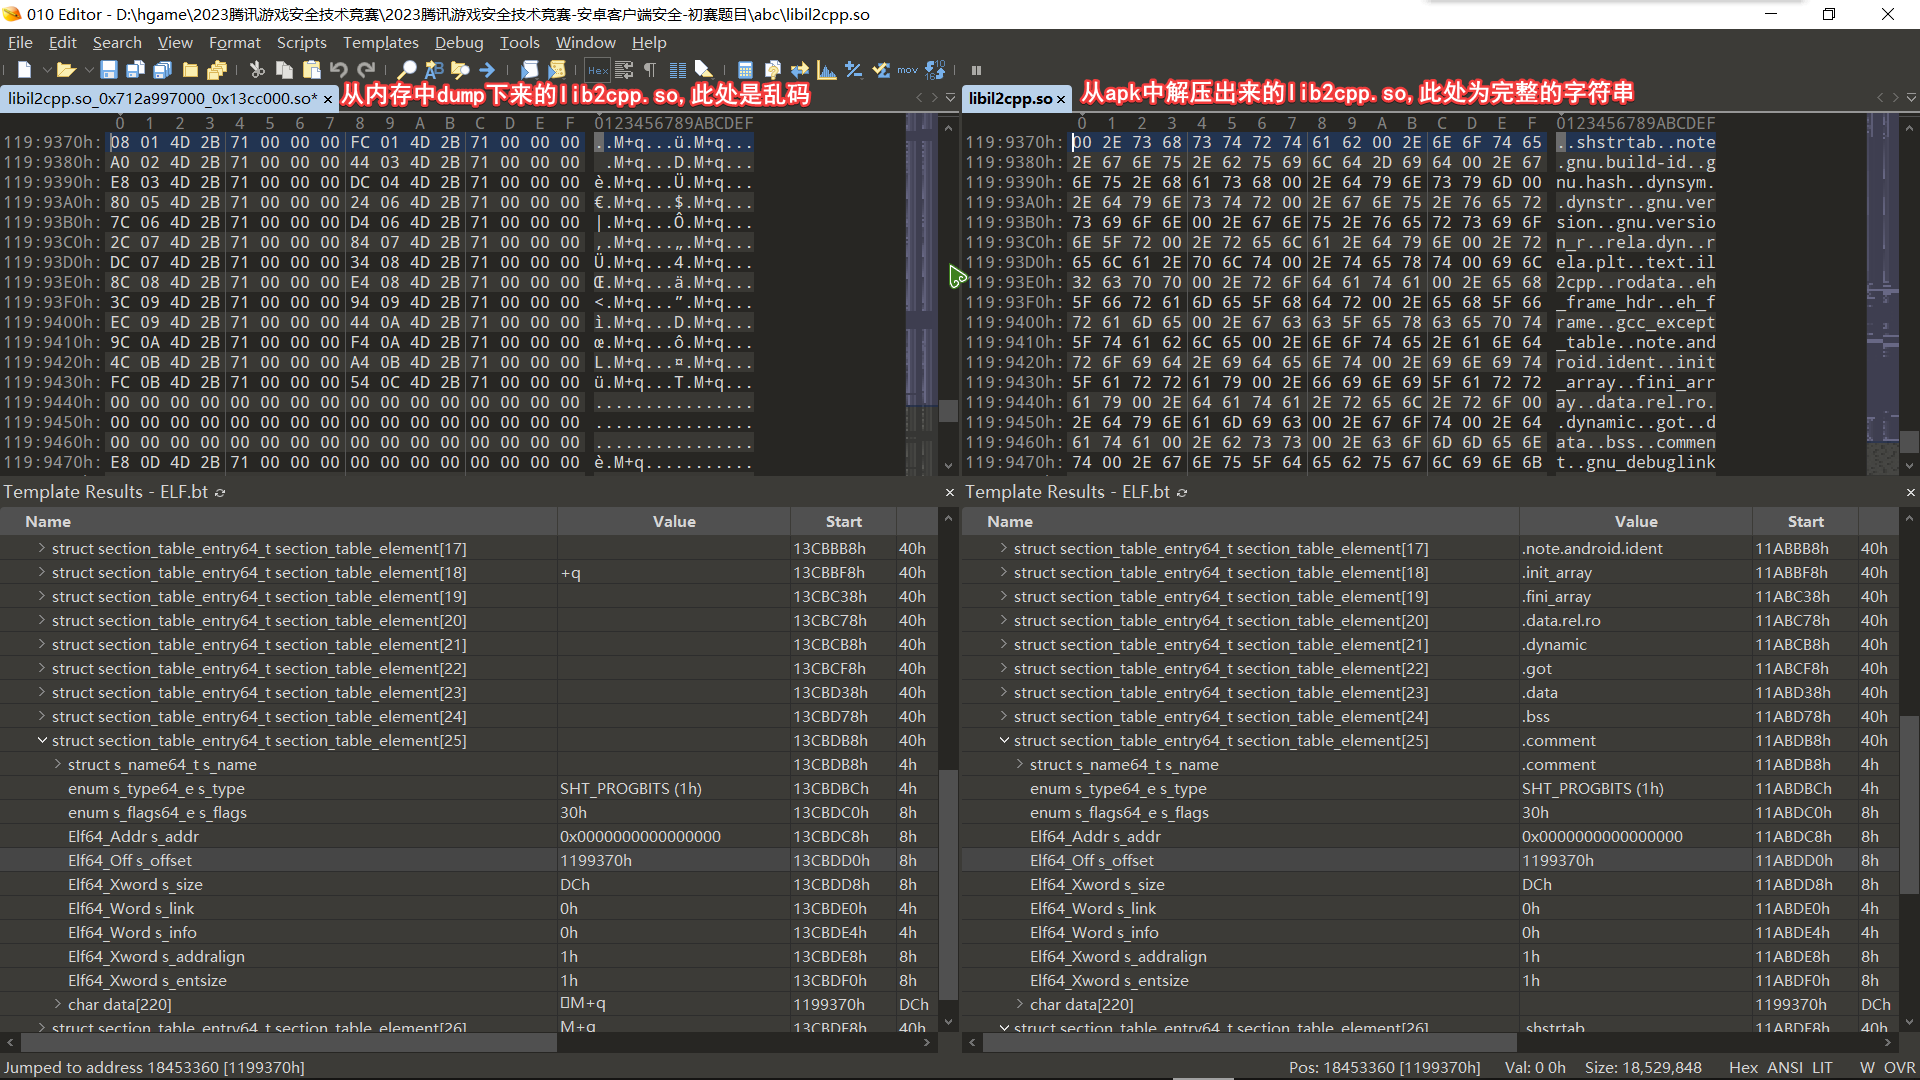 010 Editor - D:\hgame\2023腾讯游戏安全技术竞赛\2023腾讯游戏安全技术竞赛-安卓客户端安全-初赛题目\abc\libil2cpp.so
File Edit Search View Format Scripts Templates Debug Tools Window Help
libil2cpp.so_0x712a997000_0x13cc000.so* × 从内存中dump下来的lib2cpp.so,此处是乱码
0 1 2 3 4 5 6 7 8 9 A B C D E F 0123456789ABCDEF
119:9370h: 08 01 4D 2B 71 00 00 00 FC 01 4D 2B 71 00 00 00 ..M+q...ü.M+q...
119:9380h: A0 02 4D 2B 71 00 00 00 44 03 4D 2B 71 00 00 00 .M+q...D.M+q...
119:9390h: E8 03 4D 2B 71 00 00 00 DC 04 4D 2B 71 00 00 00 è.M+q...Ü.M+q...
119:93A0h: 80 05 4D 2B 71 00 00 00 24 06 4D 2B 71 00 00 00 €.M+q...$.M+q...
119:93B0h: 7C 06 4D 2B 71 00 00 00 D4 06 4D 2B 71 00 00 00 |.M+q...Ô.M+q...
119:93C0h: 2C 07 4D 2B 71 00 00 00 84 07 4D 2B 71 00 00 00 ,.M+q...„.M+q...
119:93D0h: DC 07 4D 2B 71 00 00 00 34 08 4D 2B 71 00 00 00 Ü.M+q...4.M+q...
119:93E0h: 8C 08 4D 2B 71 00 00 00 E4 08 4D 2B 71 00 00 00 Œ.M+q...ä.M+q...
119:93F0h: 3C 09 4D 2B 71 00 00 00 94 09 4D 2B 71 00 00 00 <.M+q...”.M+q...
119:9400h: EC 09 4D 2B 71 00 00 00 44 0A 4D 2B 71 00 00 00 ì.M+q...D.M+q...
119:9410h: 9C 0A 4D 2B 71 00 00 00 F4 0A 4D 2B 71 00 00 00 œ.M+q...ô.M+q...
119:9420h: 4C 0B 4D 2B 71 00 00 00 A4 0B 4D 2B 71 00 00 00 L.M+q...¤.M+q...
119:9430h: FC 0B 4D 2B 71 00 00 00 54 0C 4D 2B 71 00 00 00 ü.M+q...T.M+q...
119:9440h: 00 00 00 00 00 00 00 00 00 00 00 00 00 00 00 00 ................
119:9450h: 00 00 00 00 00 00 00 00 00 00 00 00 00 00 00 00 ................
119:9460h: 00 00 00 00 00 00 00 00 00 00 00 00 00 00 00 00 ................
119:9470h: E8 0D 4D 2B 71 00 00 00 00 00 00 00 00 00 00 00 è.M+q...........
Template Results - ELF.bt
Name Value Start
struct section_table_entry64_t section_table_element[17] 13CBBB8h 40h
struct section_table_entry64_t section_table_element[18] +q 13CBBF8h 40h
struct section_table_entry64_t section_table_element[19] 13CBC38h 40h
struct section_table_entry64_t section_table_element[20] 13CBC78h 40h
struct section_table_entry64_t section_table_element[21] 13CBCB8h 40h
struct section_table_entry64_t section_table_element[22] 13CBCF8h 40h
struct section_table_entry64_t section_table_element[23] 13CBD38h 40h
struct section_table_entry64_t section_table_element[24] 13CBD78h 40h
struct section_table_entry64_t section_table_element[25] 13CBDB8h 40h
struct s_name64_t s_name 13CBDB8h 4h
enum s_type64_e s_type SHT_PROGBITS (1h) 13CBDBCh 4h
enum s_flags64_e s_flags 30h 13CBDC0h 8h
Elf64_Addr s_addr 0x0000000000000000 13CBDC8h 8h
Elf64_Off s_offset 1199370h 13CBDD0h 8h
Elf64_Xword s_size DCh 13CBDD8h 8h
Elf64_Word s_link 0h 13CBDE0h 4h
Elf64_Word s_info 0h 13CBDE4h 4h
Elf64_Xword s_addralign 1h 13CBDE8h 8h
Elf64_Xword s_entsize 1h 13CBDF0h 8h
char data[220] M+q 1199370h DCh
struct section_table_entry64_t section_table_element[26] M+q 13CBDF8h 40h
libil2cpp.so × 从apk中解压出来的lib2cpp.so,此处为完整的字符串
0 1 2 3 4 5 6 7 8 9 A B C D E F 0123456789ABCDEF
119:9370h: 00 2E 73 68 73 74 72 74 61 62 00 2E 6E 6F 74 65 ..shstrtab..note
119:9380h: 2E 67 6E 75 2E 62 75 69 6C 64 2D 69 64 00 2E 67 .gnu.build-id..g
119:9390h: 6E 75 2E 68 61 73 68 00 2E 64 79 6E 73 79 6D 00 nu.hash..dynsym.
119:93A0h: 2E 64 79 6E 73 74 72 00 2E 67 6E 75 2E 76 65 72 .dynstr..gnu.ver
119:93B0h: 73 69 6F 6E 00 2E 67 6E 75 2E 76 65 72 73 69 6F sion..gnu.versio
119:93C0h: 6E 5F 72 00 2E 72 65 6C 61 2E 64 79 6E 00 2E 72 n_r..rela.dyn..r
119:93D0h: 65 6C 61 2E 70 6C 74 00 2E 74 65 78 74 00 69 6C ela.plt..text.il
119:93E0h: 32 63 70 70 00 2E 72 6F 64 61 74 61 00 2E 65 68 2cpp..rodata..eh
119:93F0h: 5F 66 72 61 6D 65 5F 68 64 72 00 2E 65 68 5F 66 _frame_hdr..eh_f
119:9400h: 72 61 6D 65 00 2E 67 63 63 5F 65 78 63 65 70 74 rame..gcc_except
119:9410h: 5F 74 61 62 6C 65 00 2E 6E 6F 74 65 2E 61 6E 64 _table..note.and
119:9420h: 72 6F 69 64 2E 69 64 65 6E 74 00 2E 69 6E 69 74 roid.ident..init
119:9430h: 5F 61 72 72 61 79 00 2E 66 69 6E 69 5F 61 72 72 _array..fini_arr
119:9440h: 61 79 00 2E 64 61 74 61 2E 72 65 6C 2E 72 6F 00 ay..data.rel.ro.
119:9450h: 2E 64 79 6E 61 6D 69 63 00 2E 67 6F 74 00 2E 64 .dynamic..got..d
119:9460h: 61 74 61 00 2E 62 73 73 00 2E 63 6F 6D 6D 65 6E ata..bss..commen
119:9470h: 74 00 2E 67 6E 75 5F 64 65 62 75 67 6C 69 6E 6B t..gnu_debuglink
Template Results - ELF.bt
Name Value Start
struct section_table_entry64_t section_table_element[17] .note.android.ident 11ABBB8h 40h
struct section_table_entry64_t section_table_element[18] .init_array 11ABBF8h 40h
struct section_table_entry64_t section_table_element[19] .fini_array 11ABC38h 40h
struct section_table_entry64_t section_table_element[20] .data.rel.ro 11ABC78h 40h
struct section_table_entry64_t section_table_element[21] .dynamic 11ABCB8h 40h
struct section_table_entry64_t section_table_element[22] .got 11ABCF8h 40h
struct section_table_entry64_t section_table_element[23] .data 11ABD38h 40h
struct section_table_entry64_t section_table_element[24] .bss 11ABD78h 40h
struct section_table_entry64_t section_table_element[25] .comment 11ABDB8h 40h
struct s_name64_t s_name .comment 11ABDB8h 4h
enum s_type64_e s_type SHT_PROGBITS (1h) 11ABDBCh 4h
enum s_flags64_e s_flags 30h 11ABDC0h 8h
Elf64_Addr s_addr 0x0000000000000000 11ABDC8h 8h
Elf64_Off s_offset 1199370h 11ABDD0h 8h
Elf64_Xword s_size DCh 11ABDD8h 8h
Elf64_Word s_link 0h 11ABDE0h 4h
Elf64_Word s_info 0h 11ABDE4h 4h
Elf64_Xword s_addralign 1h 11ABDE8h 8h
Elf64_Xword s_entsize 1h 11ABDF0h 8h
char data[220] 1199370h DCh
struct section_table_entry64_t section_table_element[26] .shstrtab 11ABDF8h 40h
Jumped to address 18453360 [1199370h] Pos: 18453360 [1199370h] Val: 0 0h Size: 18,529,848 Hex ANSI LIT W OVR